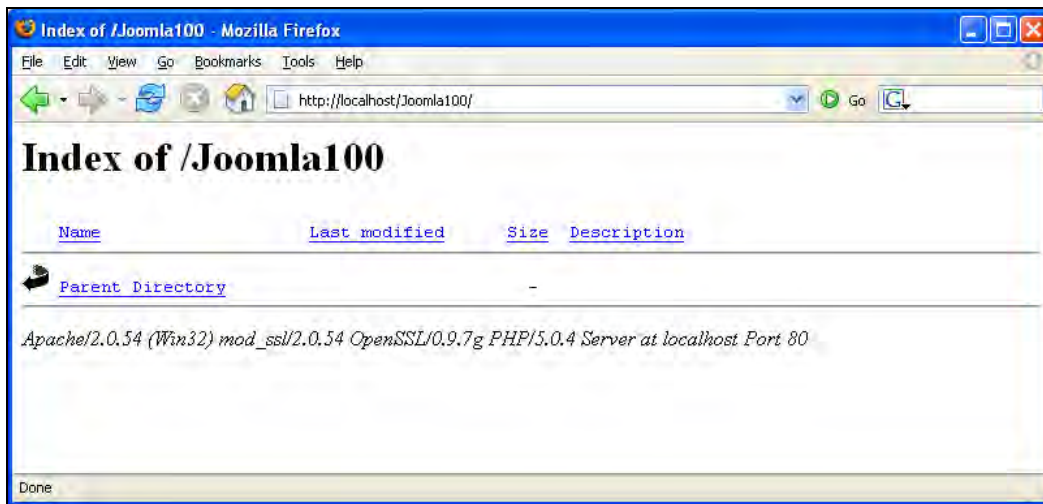 Index of /Joomla100 - Mozilla Firefox
File Edit View Go Bookmarks Tools Help
http://localhost/Joomla100/ Go G
Index of /Joomla100
Name Last modified Size Description
Parent Directory -
Apache/2.0.54 (Win32) mod_ssl/2.0.54 OpenSSL/0.9.7g PHP/5.0.4 Server at localhost Port 80
Done